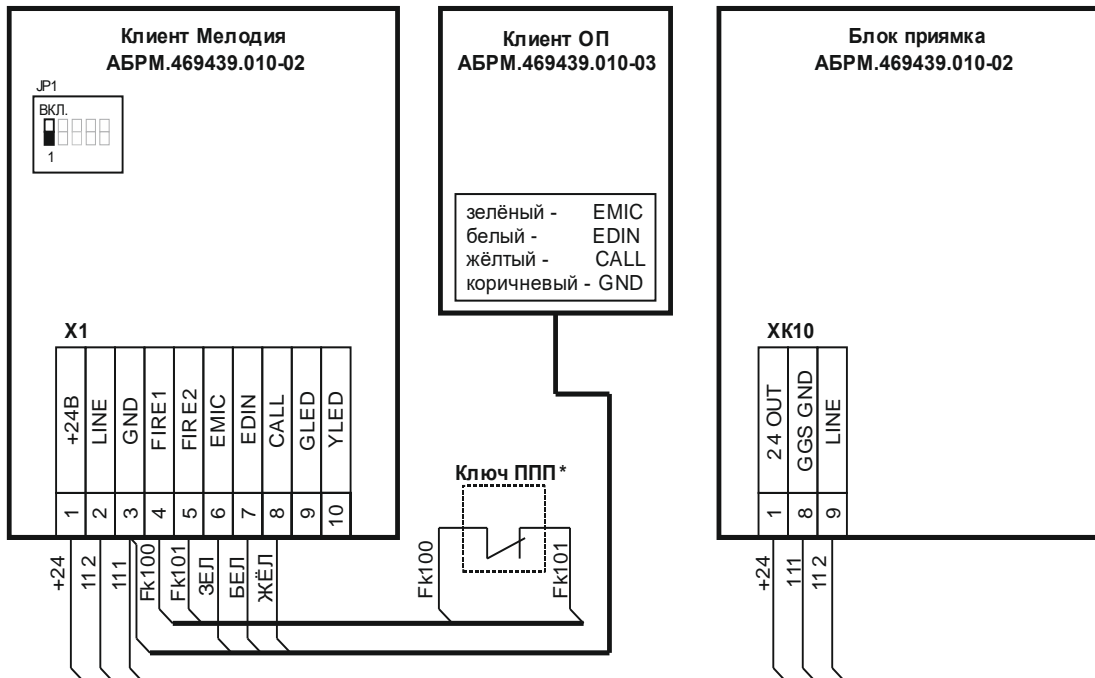 Клиент Мелодия
АБРМ.469439.010-02
JP1
ВКЛ.
1
X1
+24В
LINE
GND
FIRE1
FIRE2
EMIC
EDIN
CALL
GLED
YLED
1
2
3
4
5
6
7
8
9
10
+24
112
111
Fk100
Fk101
ЗЕЛ
БЕЛ
ЖЁЛ
Клиент ОП
АБРМ.469439.010-03
зелёный - EMIC
белый - EDIN
жёлтый - CALL
коричневый - GND
Ключ ППП*
Fk100
Fk101
Блок приямка
АБРМ.469439.010-02
ХК10
24 OUT
GGS GND
LINE
1
8
9
+24
111
112